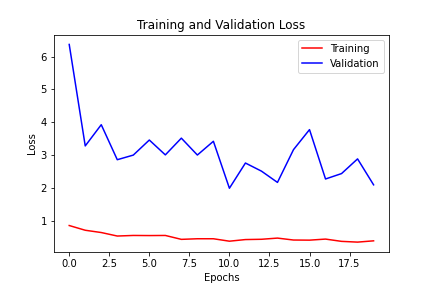 Training and Validation Loss
Training
Validation
Loss
6
5
4
3
2
1
0.0 2.5 5.0 7.5 10.0 12.5 15.0 17.5
Epochs